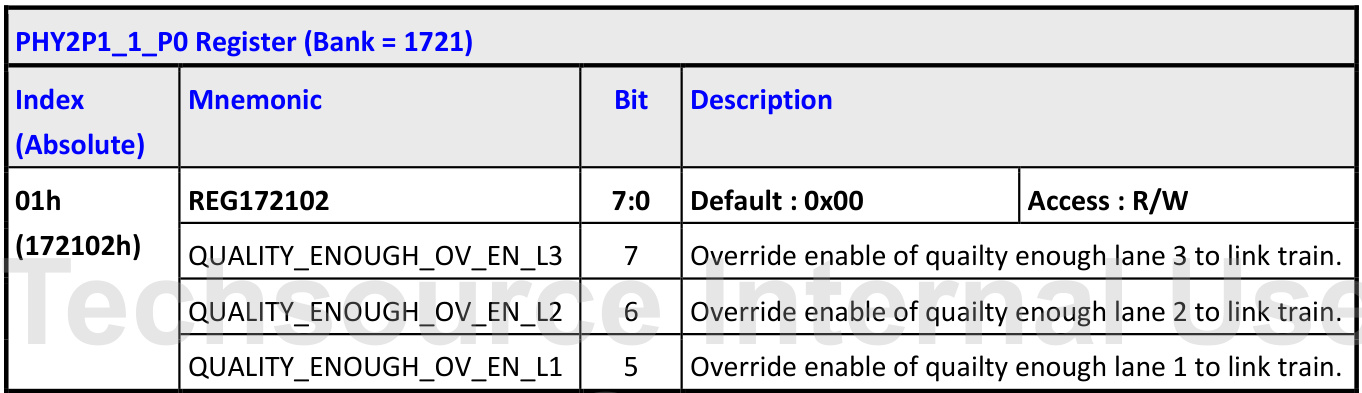 PHY2P1_1_P0 Register (Bank = 1721)
Index (Absolute) Mnemonic Bit Description
01h (172102h) REG172102 7:0 Default : 0x00 Access : R/W
QUALITY_ENOUGH_OV_EN_L3 7 Override enable of quailty enough lane 3 to link train.
QUALITY_ENOUGH_OV_EN_L2 6 Override enable of quailty enough lane 2 to link train.
QUALITY_ENOUGH_OV_EN_L1 5 Override enable of quailty enough lane 1 to link train.
Techsource Internal Use